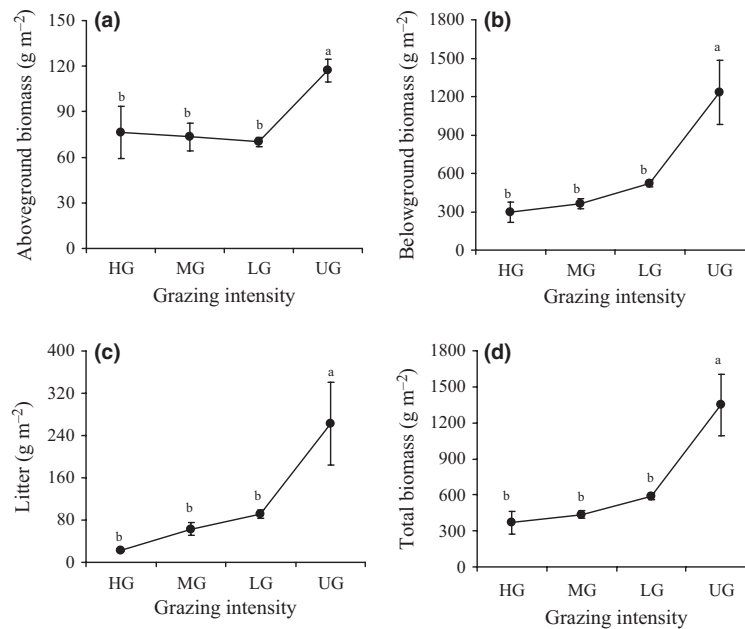 (a)
Aboveground biomass (g m⁻²)
150
120
90
60
30
0
b
b
b
a
HG MG LG UG
Grazing intensity
(b)
Belowground biomass (g m⁻²)
1800
1500
1200
900
600
300
0
b
b
b
a
HG MG LG UG
Grazing intensity
(c)
Litter (g m⁻²)
400
320
240
160
80
0
b
b
b
a
HG MG LG UG
Grazing intensity
(d)
Total biomass (g m⁻²)
1800
1500
1200
900
600
300
0
b
b
b
a
HG MG LG UG
Grazing intensity